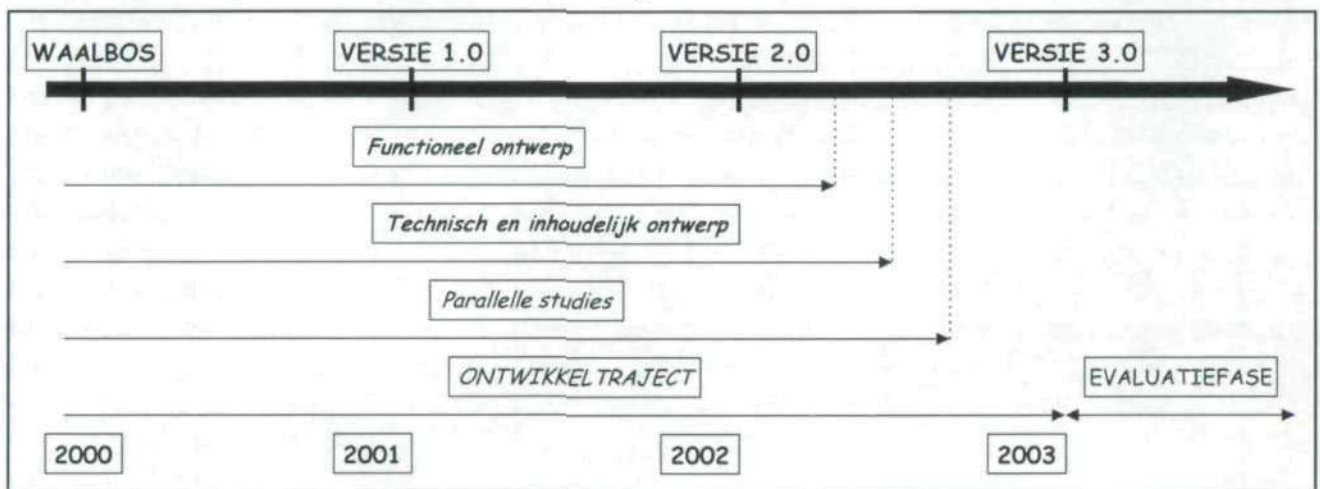 WAALBOS VERSIE 1.0 VERSIE 2.0 VERSIE 3.0
Functioneel ontwerp
Technisch en inhoudelijk ontwerp
Parallelle studies
ONTWIKKELTRAJECT EVALUATIEFASE
2000 2001 2002 2003